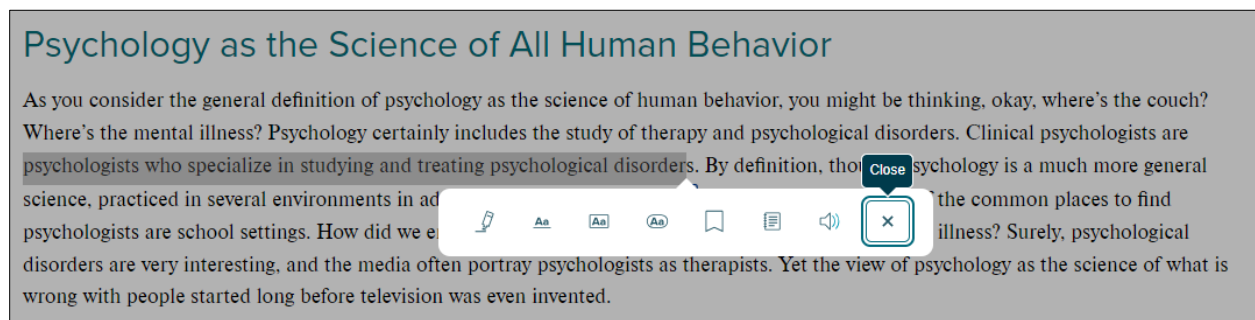 Psychology as the Science of All Human Behavior
As you consider the general definition of psychology as the science of human behavior, you might be thinking, okay, where's the couch?
Where's the mental illness? Psychology certainly includes the study of therapy and psychological disorders. Clinical psychologists are
psychologists who specialize in studying and treating psychological disorders. By definition, sychology is a much more general
Close
science, practiced in several environments in the common places to find
Aa Aa Aa
psychologists are school settings. How did we illness? Surely, psychological
disorders are very interesting, and the media often portray psychologists as therapists. Yet the view of psychology as the science of what is
wrong with people started long before television was even invented.